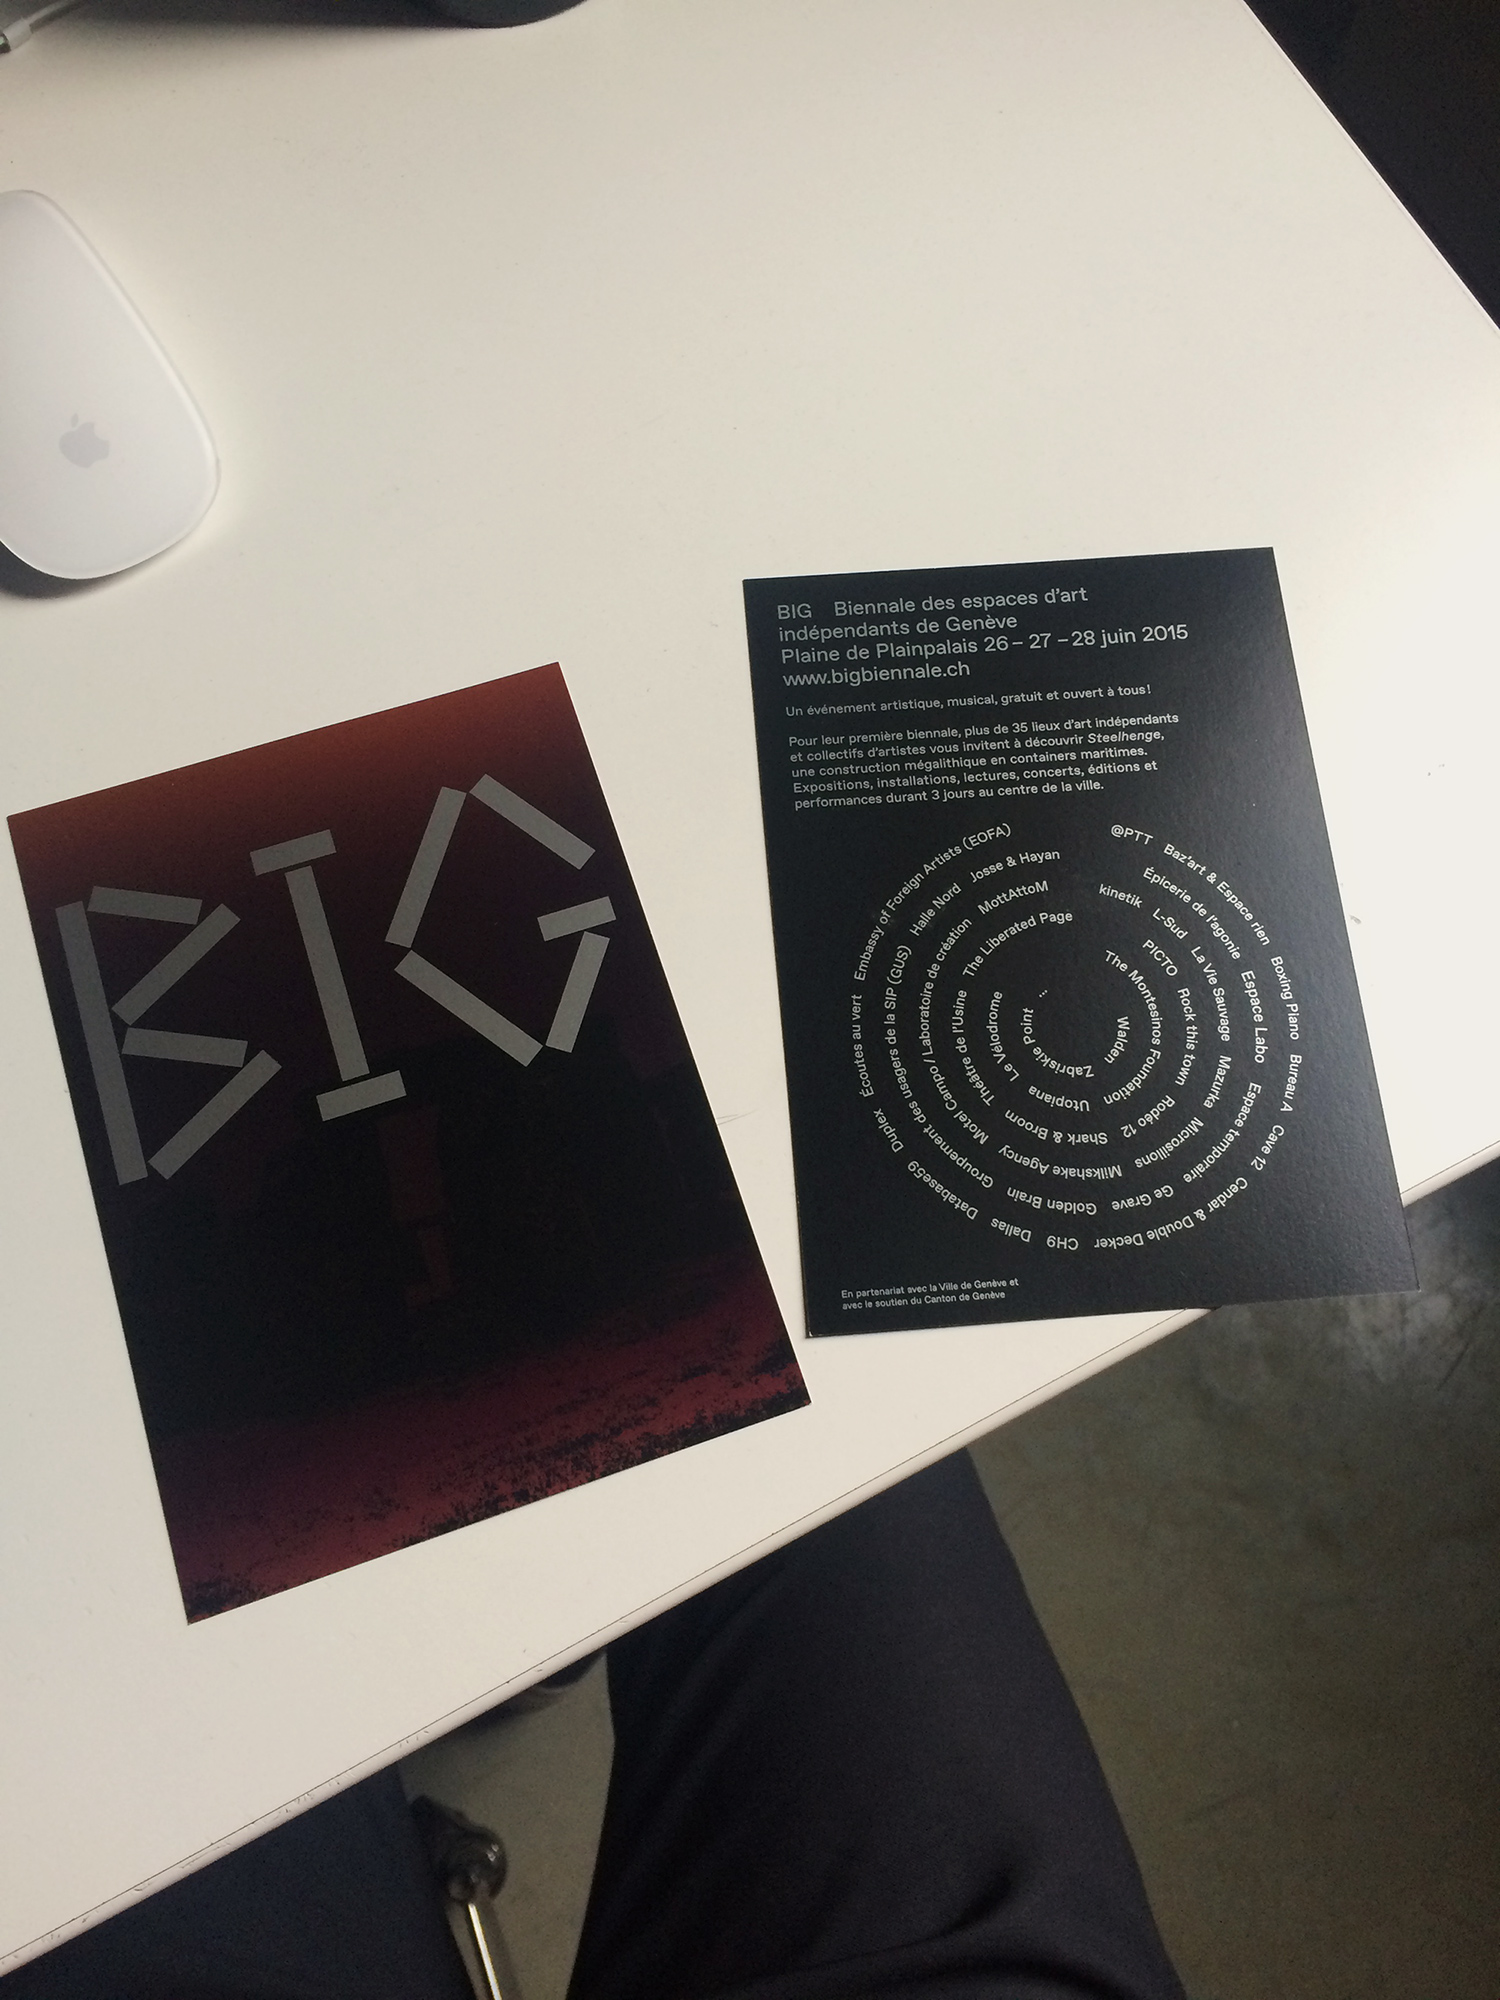 BIG
BIG Biennale des espaces d'art
indépendants de Genève
Plaine de Plainpalais 26 – 27 – 28 juin 2015
www.bigbiennale.ch
Un événement artistique, musical, gratuit et ouvert à tous!
Pour leur première biennale, plus de 35 lieux d'art indépendants
et collectifs d'artistes vous invitent à découvrir Steelhenge,
une construction mégalithique en containers maritimes.
Expositions, installations, lectures, concerts, éditions et
performances durant 3 jours au centre de la ville.
@PTT Baz'art & Espace rien Boxing Piano Bureau A Cave 12 Cendar & Double Decker CH9 Dallas Database59 Duplex Écoutes au vert Embassy of Foreign Artists (EOFA)
Épicerie de l'agonie Espace Labo Espace temporaire Ge Grave Golden Brain Groupement des usagers de la SIP (GUS) Halle Nord Josse & Hayan
kinetik L-Sud La Vie Sauvage Mazurka Microsillons Milkshake Agency Motel Campo / Laboratoire de création MottAttoM
PICTO Rock this town Rodéo 12 Shark & Broom Théâtre de l'Usine The Liberated Page
The Montesinos Foundation Utopiana Le Vélodrome
Walden Zabriskie Point ...
En partenariat avec la Ville de Genève et
avec le soutien du Canton de Genève